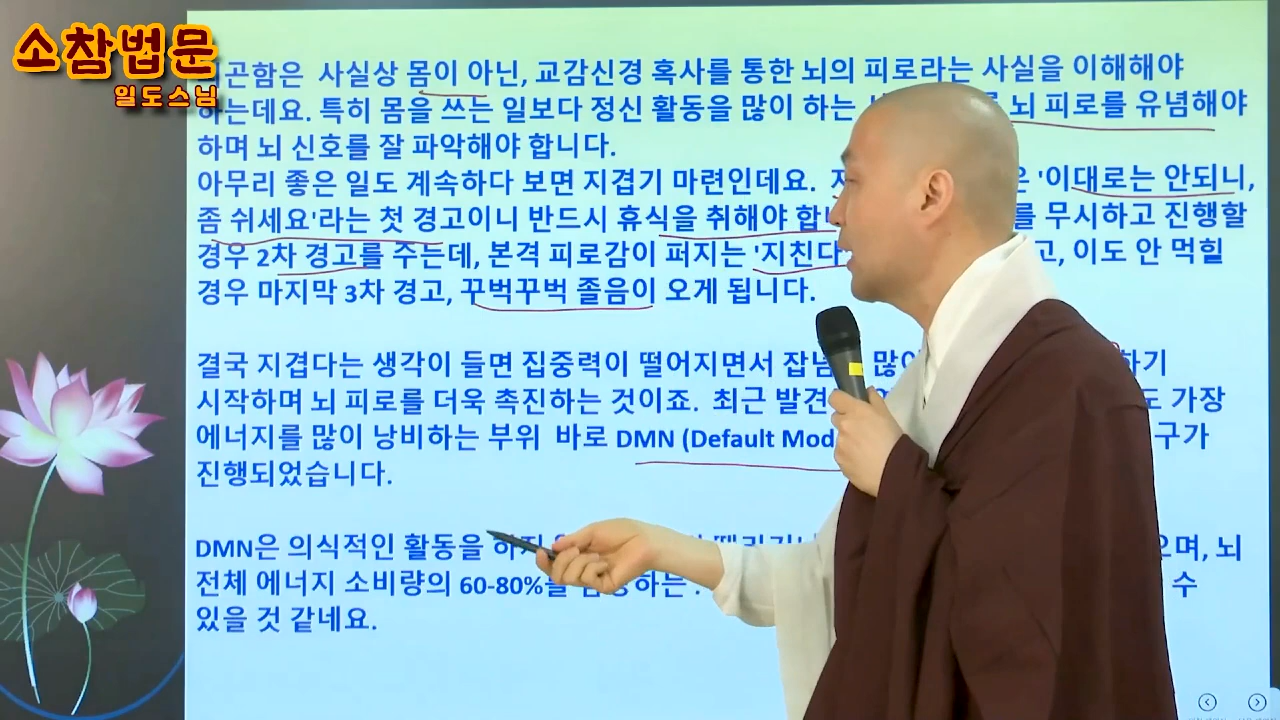 소참법문
일도스님
곤함은 사실상 몸이 아닌, 교감신경 혹사를 통한 뇌의 피로라는 사실을 이해해야
하는데요. 특히 몸을 쓰는 일보다 정신 활동을 많이 하는 뇌 피로를 유념해야
하며 뇌 신호를 잘 파악해야 합니다.
아무리 좋은 일도 계속하다 보면 지겹기 마련인데요. '이대로는 안되니,
좀 쉬세요'라는 첫 경고이니 반드시 휴식을 취해야 무시하고 진행할
경우 2차 경고를 주는데, 본격 피로감이 퍼지는 '지친다' 이도 안 먹힐
경우 마지막 3차 경고, 꾸벅꾸벅 졸음이 오게 됩니다.
결국 지겹다는 생각이 들면 집중력이 떨어지면서 많이 하기
시작하며 뇌 피로를 더욱 촉진하는 것이죠. 최근 가장
에너지를 많이 낭비하는 부위 바로 DMN (Default
진행되었습니다.
DMN은 의식적인 활동을 뇌
전체 에너지 소비량의 60-80%를 수
있을 것 같네요.